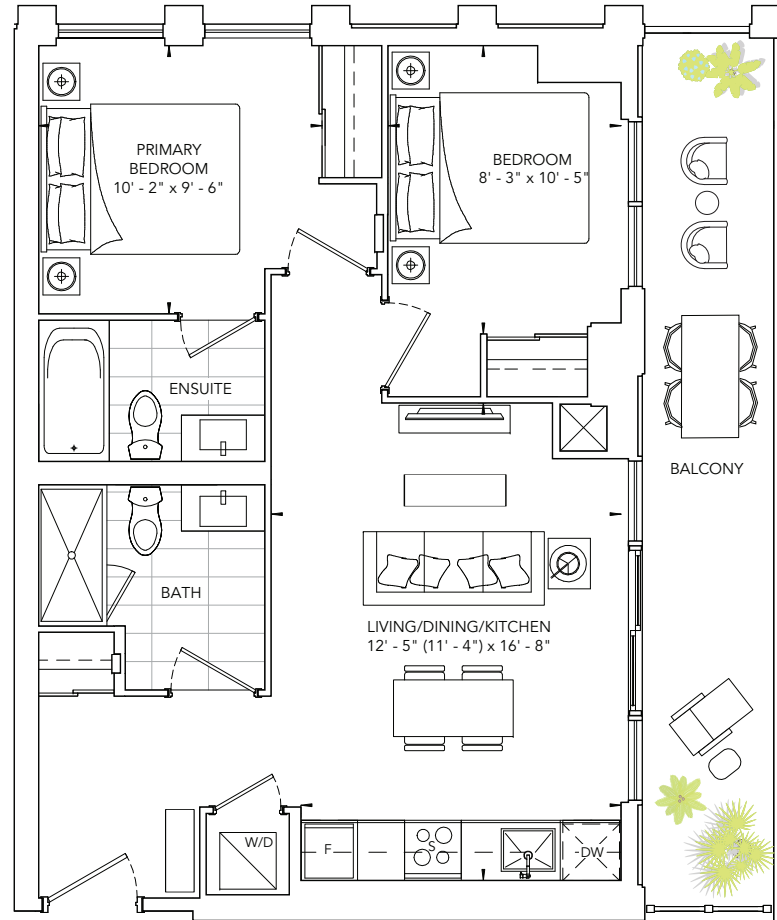 PRIMARY
BEDROOM
10' - 2" x 9' - 6"
BEDROOM
8' - 3" x 10' - 5"
ENSUITE
BALCONY
BATH
LIVING/DINING/KITCHEN
12' - 5" (11' - 4") x 16' - 8"
W/D
F
S
DW